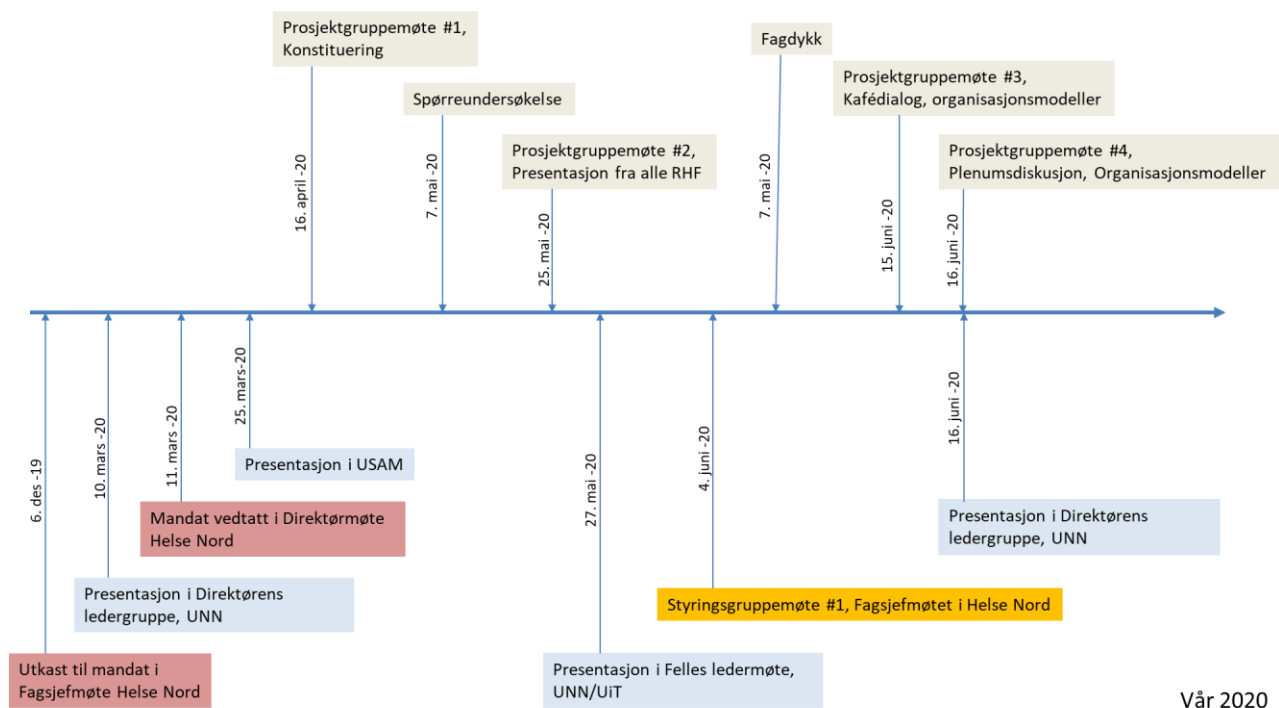 Prosjektgruppemøte #1,
Konstituering
16. april -20
Spørreundersøkelse
7. mai -20
Prosjektgruppemøte #2,
Presentasjon fra alle RHF
25. mai -20
Fagdykk
7. mai -20
Prosjektgruppemøte #3,
Kafédialog, organisasjonsmodeller
15. juni -20
Prosjektgruppemøte #4,
Plenumsdiskusjon, Organisasjonsmodeller
16. juni -20
6. des -19
Utkast til mandat i
Fagsjefmøte Helse Nord
10. mars -20
Presentasjon i Direktørens
ledergruppe, UNN
11. mars -20
Mandat vedtatt i Direktørmøte
Helse Nord
25. mars-20
Presentasjon i USAM
27. mai -20
Presentasjon i Felles ledermøte,
UNN/UiT
4. juni -20
Styringsgruppemøte #1, Fagsjefmøtet i Helse Nord
16. juni -20
Presentasjon i Direktørens
ledergruppe, UNN
Vår 2020